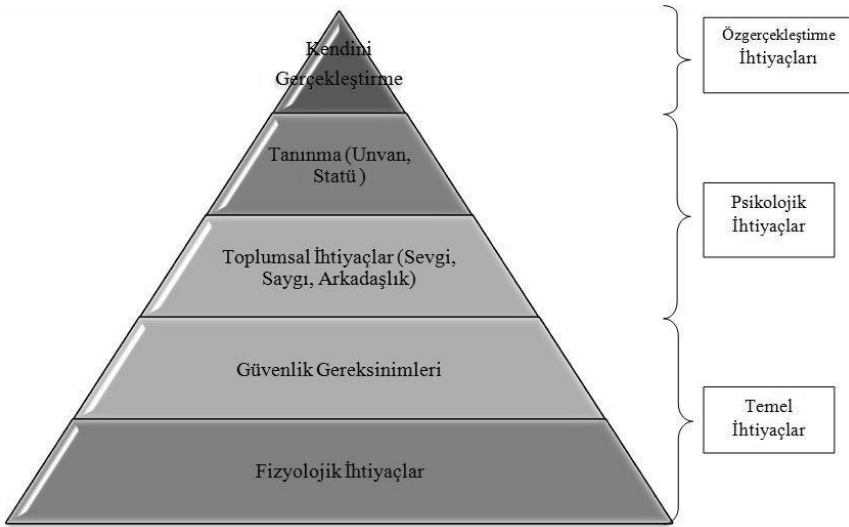 Kendini
Gerçekleştirme
Özgerçekleştirme
İhtiyaçları
Tanınma (Unvan,
Statü )
Psikolojik
İhtiyaçlar
Toplumsal İhtiyaçlar (Sevgi,
Saygı, Arkadaşlık)
Güvenlik Gereksinimleri
Temel
İhtiyaçlar
Fizyolojik İhtiyaçlar